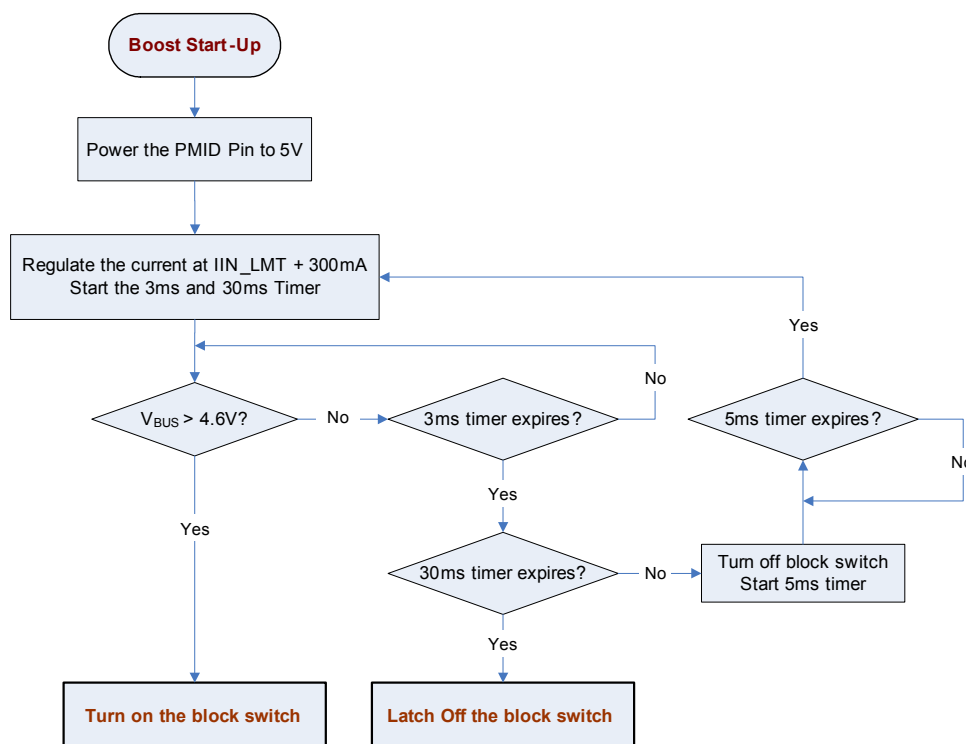 Boost Start-Up
Power the PMID Pin to 5V
Regulate the current at IIN_LMT + 300mA
Start the 3ms and 30ms Timer
Yes
No
VBUS > 4.6V?
No
3ms timer expires?
5ms timer expires?
No
Yes
Yes
30ms timer expires?
No
Turn off block switch
Start 5ms timer
Yes
Turn on the block switch
Latch Off the block switch